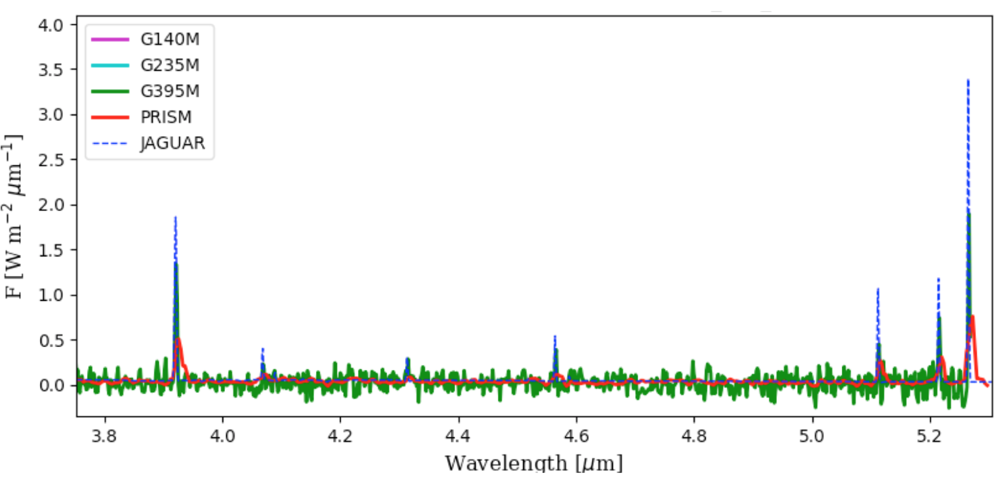 4.0
3.5
3.0
2.5
2.0
1.5
1.0
0.5
0.0
F [W m⁻² μm⁻¹]
G140M
G235M
G395M
PRISM
JAGUAR
3.8 4.0 4.2 4.4 4.6 4.8 5.0 5.2
Wavelength [μm]